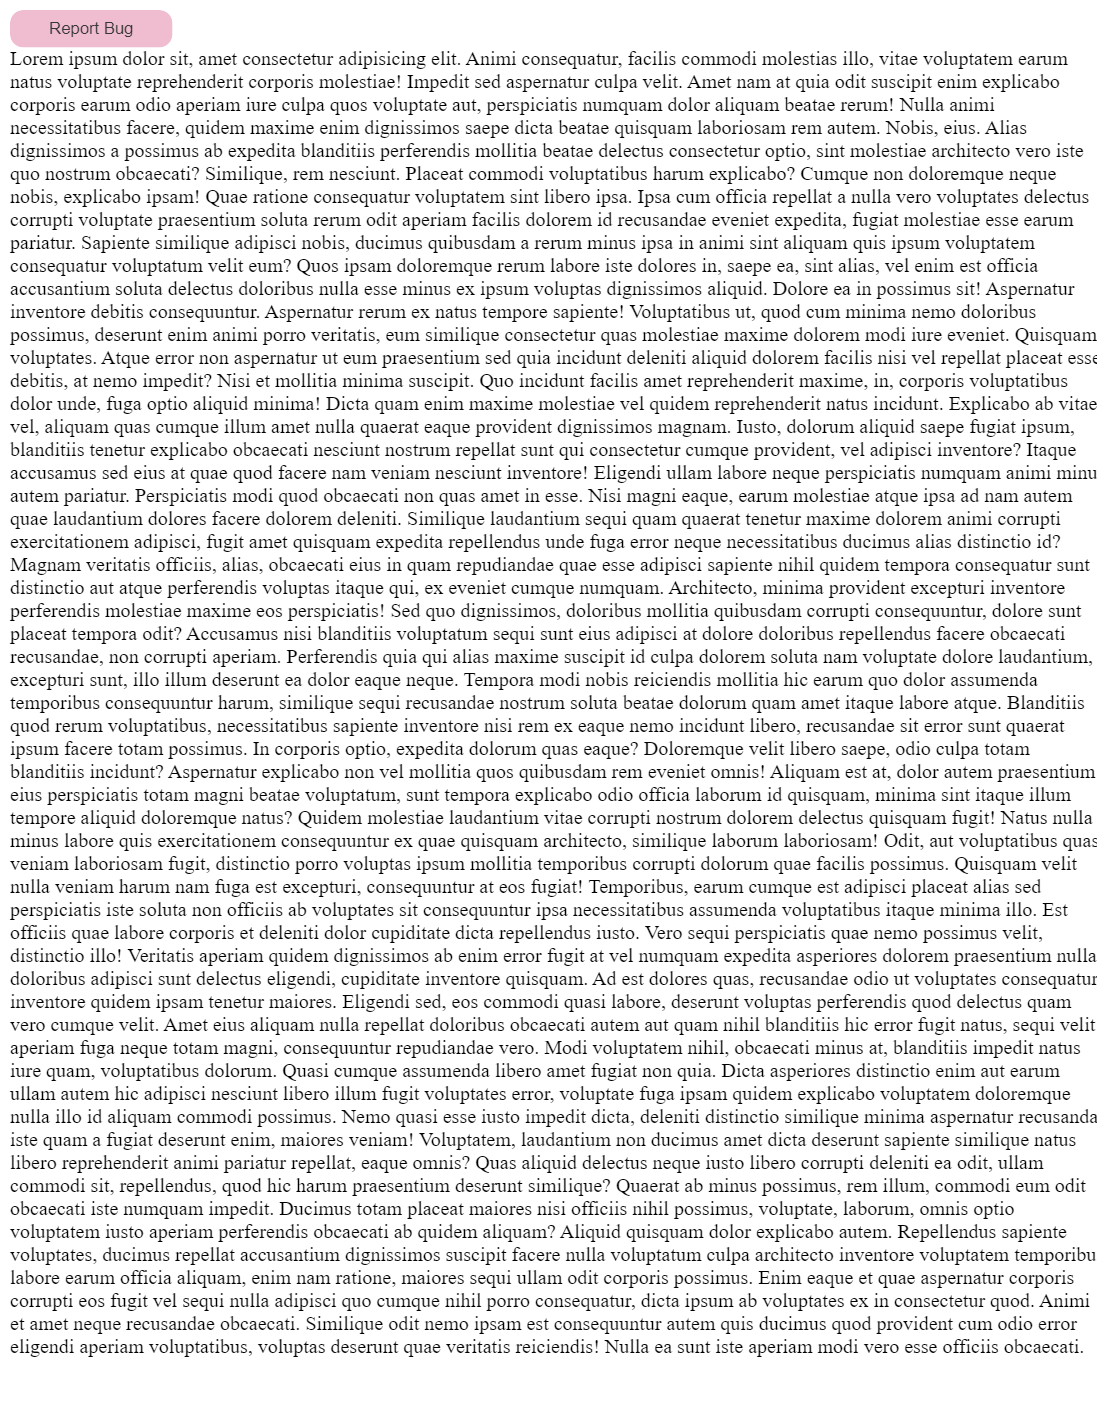 Report Bug
Lorem ipsum dolor sit, amet consectetur adipisicing elit. Animi consequatur, facilis commodi molestias illo, vitae voluptatem earum
natus voluptate reprehenderit corporis molestiae! Impedit sed aspernatur culpa velit. Amet nam at quia odit suscipit enim explicabo
corporis earum odio aperiam iure culpa quos voluptate aut, perspiciatis numquam dolor aliquam beatae rerum! Nulla animi
necessitatibus facere, quidem maxime enim dignissimos saepe dicta beatae quisquam laboriosam rem autem. Nobis, eius. Alias
dignissimos a possimus ab expedita blanditiis perferendis mollitia beatae delectus consectetur optio, sint molestiae architecto vero iste
quo nostrum obcaecati? Similique, rem nesciunt. Placeat commodi voluptatibus harum explicabo? Cumque non doloremque neque
nobis, explicabo ipsam! Quae ratione consequatur voluptatem sint libero ipsa. Ipsa cum officia repellat a nulla vero voluptates delectus
corrupti voluptate praesentium soluta rerum odit aperiam facilis dolorem id recusandae eveniet expedita, fugiat molestiae esse earum
pariatur. Sapiente similique adipisci nobis, ducimus quibusdam a rerum minus ipsa in animi sint aliquam quis ipsum voluptatem
consequatur voluptatum velit eum? Quos ipsam doloremque rerum labore iste dolores in, saepe ea, sint alias, vel enim est officia
accusantium soluta delectus doloribus nulla esse minus ex ipsum voluptas dignissimos aliquid. Dolore ea in possimus sit! Aspernatur
inventore debitis consequuntur. Aspernatur rerum ex natus tempore sapiente! Voluptatibus ut, quod cum minima nemo doloribus
possimus, deserunt enim animi porro veritatis, eum similique consectetur quas molestiae maxime dolorem modi iure eveniet. Quisquam
voluptates. Atque error non aspernatur ut eum praesentium sed quia incidunt deleniti aliquid dolorem facilis nisi vel repellat placeat esse
debitis, at nemo impedit? Nisi et mollitia minima suscipit. Quo incidunt facilis amet reprehenderit maxime, in, corporis voluptatibus
dolor unde, fuga optio aliquid minima! Dicta quam enim maxime molestiae vel quidem reprehenderit natus incidunt. Explicabo ab vitae
vel, aliquam quas cumque illum amet nulla quaerat eaque provident dignissimos magnam. Iusto, dolorum aliquid saepe fugiat ipsum,
blanditiis tenetur explicabo obcaecati nesciunt nostrum repellat sunt qui consectetur cumque provident, vel adipisci inventore? Itaque
accusamus sed eius at quae quod facere nam veniam nesciunt inventore! Eligendi ullam labore neque perspiciatis numquam animi minu
autem pariatur. Perspiciatis modi quod obcaecati non quas amet in esse. Nisi magni eaque, earum molestiae atque ipsa ad nam autem
quae laudantium dolores facere dolorem deleniti. Similique laudantium sequi quam quaerat tenetur maxime dolorem animi corrupti
exercitationem adipisci, fugit amet quisquam expedita repellendus unde fuga error neque necessitatibus ducimus alias distinctio id?
Magnam veritatis officiis, alias, obcaecati eius in quam repudiandae quae esse adipisci sapiente nihil quidem tempora consequatur sunt
distinctio aut atque perferendis voluptas itaque qui, ex eveniet cumque numquam. Architecto, minima provident excepturi inventore
perferendis molestiae maxime eos perspiciatis! Sed quo dignissimos, doloribus mollitia quibusdam corrupti consequuntur, dolore sunt
placeat tempora odit? Accusamus nisi blanditiis voluptatum sequi sunt eius adipisci at dolore doloribus repellendus facere obcaecati
recusandae, non corrupti aperiam. Perferendis quia qui alias maxime suscipit id culpa dolorem soluta nam voluptate dolore laudantium,
excepturi sunt, illo illum deserunt ea dolor eaque neque. Tempora modi nobis reiciendis mollitia hic earum quo dolor assumenda
temporibus consequuntur harum, similique sequi recusandae nostrum soluta beatae dolorum quam amet itaque labore atque. Blanditiis
quod rerum voluptatibus, necessitatibus sapiente inventore nisi rem ex eaque nemo incidunt libero, recusandae sit error sunt quaerat
ipsum facere totam possimus. In corporis optio, expedita dolorum quas eaque? Doloremque velit libero saepe, odio culpa totam
blanditiis incidunt? Aspernatur explicabo non vel mollitia quos quibusdam rem eveniet omnis! Aliquam est at, dolor autem praesentium
eius perspiciatis totam magni beatae voluptatum, sunt tempora explicabo odio officia laborum id quisquam, minima sint itaque illum
tempore aliquid doloremque natus? Quidem molestiae laudantium vitae corrupti nostrum dolorem delectus quisquam fugit! Natus nulla
minus labore quis exercitationem consequuntur ex quae quisquam architecto, similique laborum laboriosam! Odit, aut voluptatibus quas
veniam laboriosam fugit, distinctio porro voluptas ipsum mollitia temporibus corrupti dolorum quae facilis possimus. Quisquam velit
nulla veniam harum nam fuga est excepturi, consequuntur at eos fugiat! Temporibus, earum cumque est adipisci placeat alias sed
perspiciatis iste soluta non officiis ab voluptates sit consequuntur ipsa necessitatibus assumenda voluptatibus itaque minima illo. Est
officiis quae labore corporis et deleniti dolor cupiditate dicta repellendus iusto. Vero sequi perspiciatis quae nemo possimus velit,
distinctio illo! Veritatis aperiam quidem dignissimos ab enim error fugit at vel numquam expedita asperiores dolorem praesentium nulla
doloribus adipisci sunt delectus eligendi, cupiditate inventore quisquam. Ad est dolores quas, recusandae odio ut voluptates consequatur
inventore quidem ipsam tenetur maiores. Eligendi sed, eos commodi quasi labore, deserunt voluptas perferendis quod delectus quam
vero cumque velit. Amet eius aliquam nulla repellat doloribus obcaecati autem aut quam nihil blanditiis hic error fugit natus, sequi velit
aperiam fuga neque totam magni, consequuntur repudiandae vero. Modi voluptatem nihil, obcaecati minus at, blanditiis impedit natus
iure quam, voluptatibus dolorum. Quasi cumque assumenda libero amet fugiat non quia. Dicta asperiores distinctio enim aut earum
ullam autem hic adipisci nesciunt libero illum fugit voluptates error, voluptate fuga ipsam quidem explicabo voluptatem doloremque
nulla illo id aliquam commodi possimus. Nemo quasi esse iusto impedit dicta, deleniti distinctio similique minima aspernatur recusanda
iste quam a fugiat deserunt enim, maiores veniam! Voluptatem, laudantium non ducimus amet dicta deserunt sapiente similique natus
libero reprehenderit animi pariatur repellat, eaque omnis? Quas aliquid delectus neque iusto libero corrupti deleniti ea odit, ullam
commodi sit, repellendus, quod hic harum praesentium deserunt similique? Quaerat ab minus possimus, rem illum, commodi eum odit
obcaecati iste numquam impedit. Ducimus totam placeat maiores nisi officiis nihil possimus, voluptate, laborum, omnis optio
voluptatem iusto aperiam perferendis obcaecati ab quidem aliquam? Aliquid quisquam dolor explicabo autem. Repellendus sapiente
voluptates, ducimus repellat accusantium dignissimos suscipit facere nulla voluptatum culpa architecto inventore voluptatem temporibu
labore earum officia aliquam, enim nam ratione, maiores sequi ullam odit corporis possimus. Enim eaque et quae aspernatur corporis
corrupti eos fugit vel sequi nulla adipisci quo cumque nihil porro consequatur, dicta ipsum ab voluptates ex in consectetur quod. Animi
et amet neque recusandae obcaecati. Similique odit nemo ipsam est consequuntur autem quis ducimus quod provident cum odio error
eligendi aperiam voluptatibus, voluptas deserunt quae veritatis reiciendis! Nulla ea sunt iste aperiam modi vero esse officiis obcaecati.